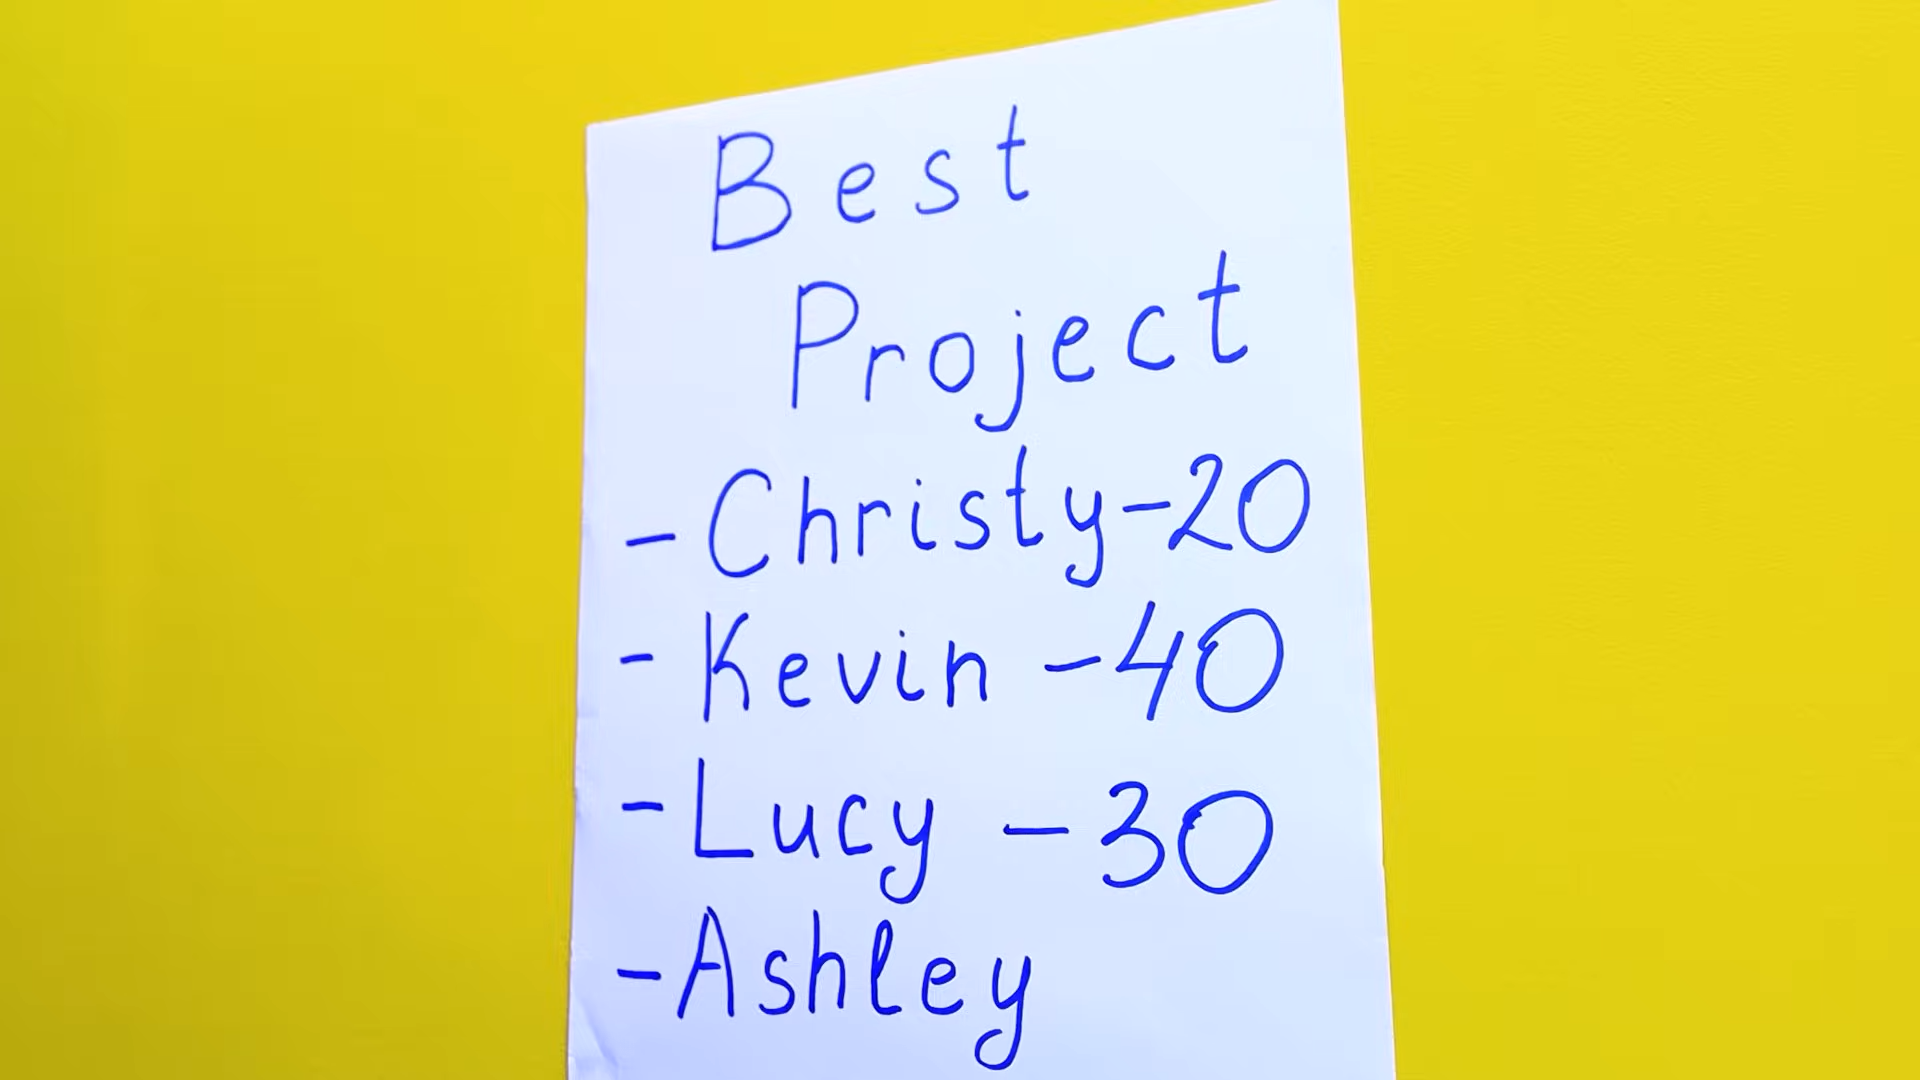 Best
Project
- Christy - 20
- Kevin - 40
- Lucy - 30
- Ashley